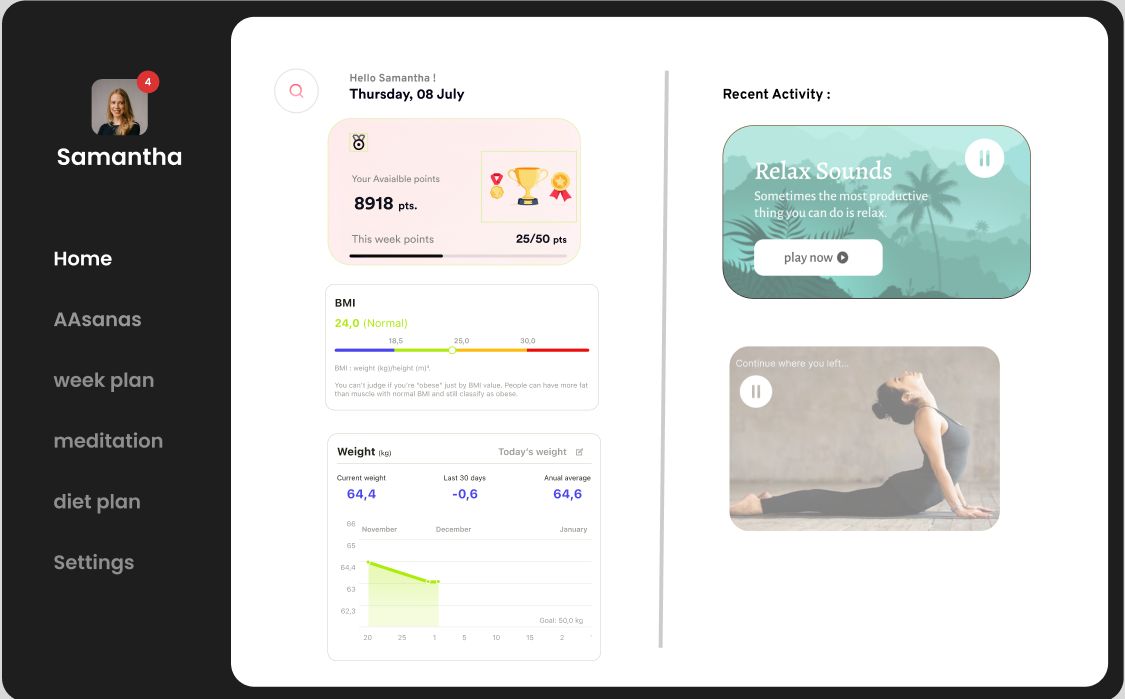 4
Samantha
Home
AAsanas
week plan
meditation
diet plan
Settings
Hello Samantha !
Thursday, 08 July
Your Avaialble points
8918 pts.
This week points
25/50 pts
BMI
24,0 (Normal)
18,5 25,0 30,0
BMI : weight (kg)/height (m)².
You can't judge if you're "obese" just by BMI value. People can have more fat
than muscle with normal BMI and still classify as obese.
Weight (kg)
Today's weight
Current weight Last 30 days Anual average
64,4 -0,6 64,6
November December January
66
65
64,4
63
62,3
Goal: 50,0 kg
20 25 1 5 10 15 2
Recent Activity :
Relax Sounds
Sometimes the most productive
thing you can do is relax.
play now
Continue where you left...